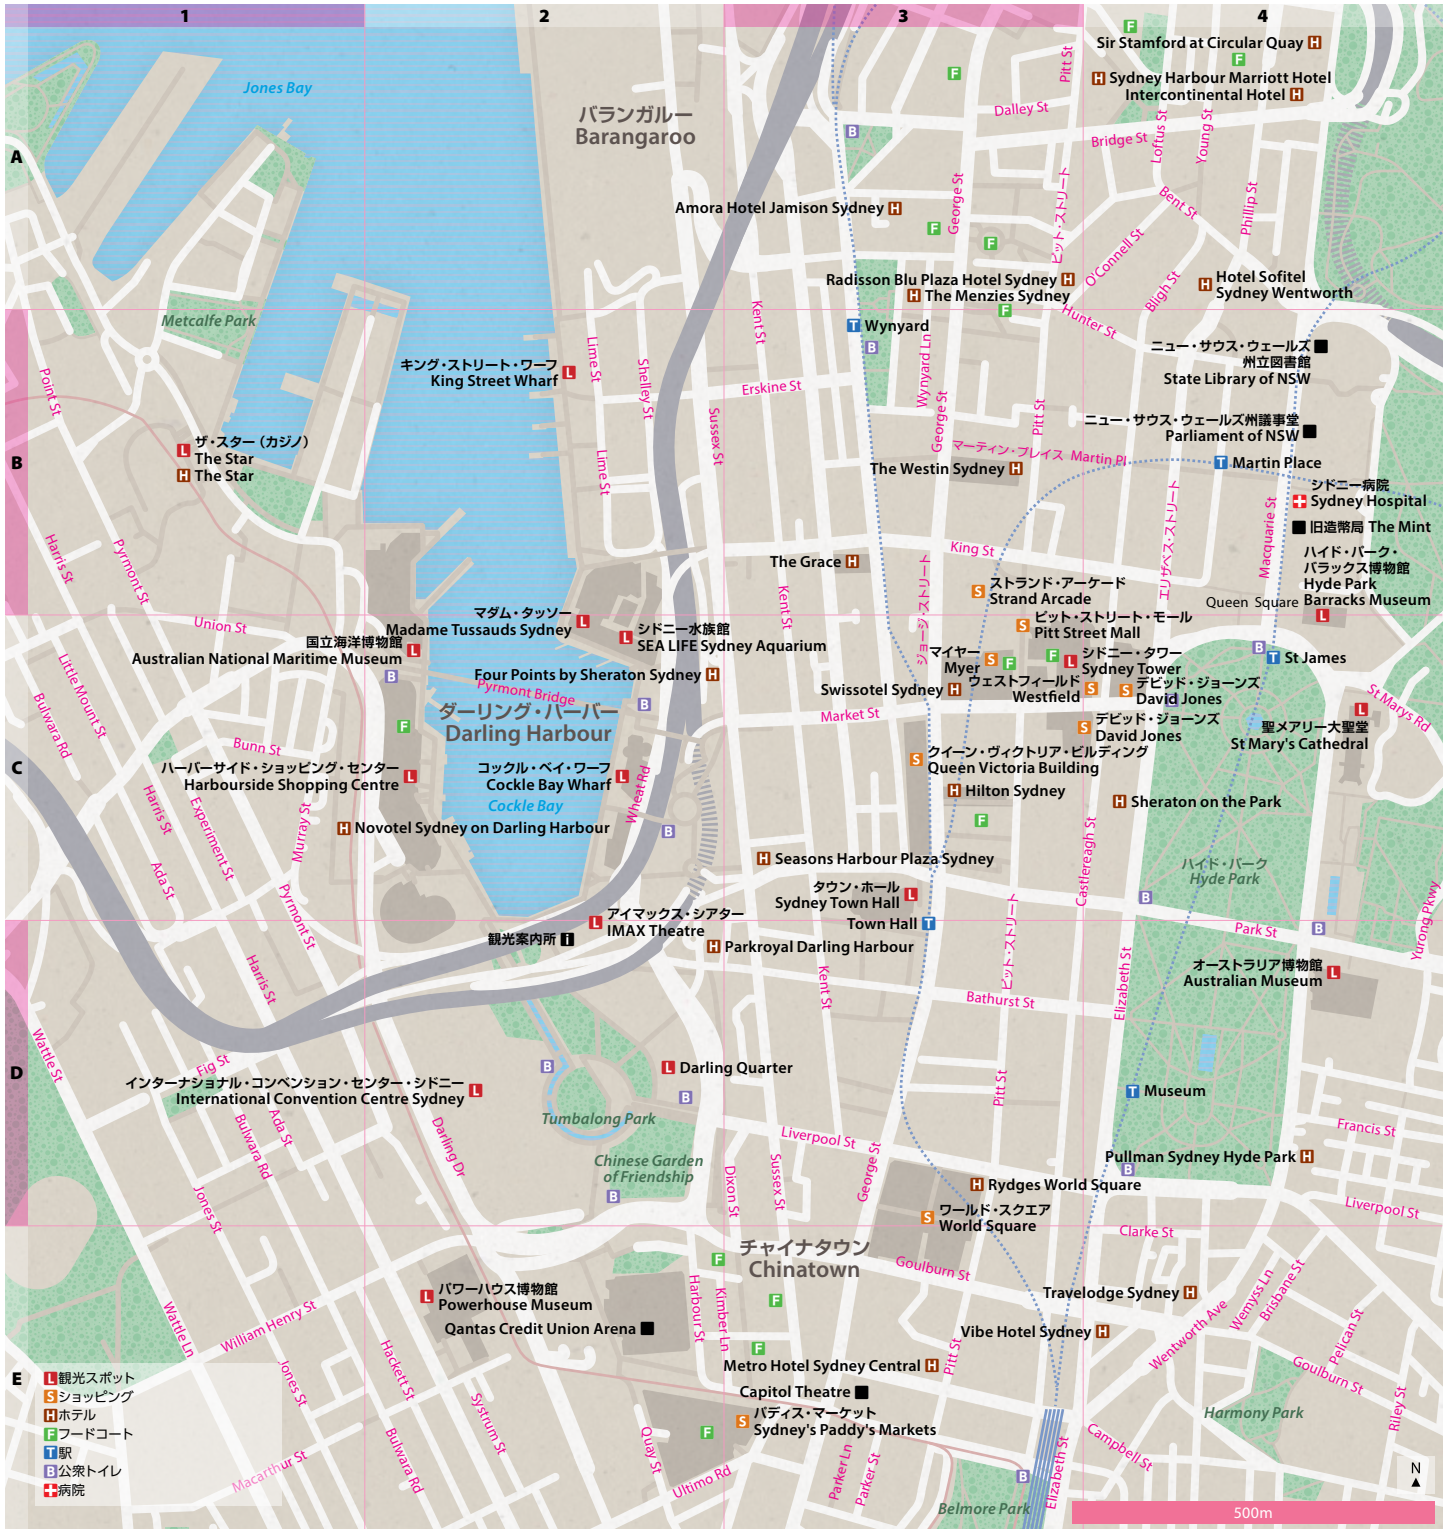 1
2
3
4
A
B
C
D
E
Jones Bay
バランガルー
Barangaroo
Sir Stamford at Circular Quay H
F
F
F
H Sydney Harbour Marriott Hotel
Intercontinental Hotel H
Pitt St
Dalley St
Bridge St
Loftus St
Young St
B
Amora Hotel Jamison Sydney H
George St
ピット・ストリート
Bent St
Phillip St
F
F
O'Connell St
Bligh St
Radisson Blu Plaza Hotel Sydney H
H The Menzies Sydney
H Hotel Sofitel
Sydney Wentworth
F
Hunter St
Metcalfe Park
Kent St
T Wynyard
B
Wynyard Ln
ニュー・サウス・ウェールズ
州立図書館
State Library of NSW
キング・ストリート・ワーフ
King Street Wharf L
Lime St
Shelley St
Erskine St
Point St
Sussex St
George St
Pitt St
ニュー・サウス・ウェールズ州議事堂
Parliament of NSW
ザ・スター（カジノ）
L The Star
H The Star
Lime St
マーティン・プレイス Martin Pl
The Westin Sydney H
T Martin Place
シドニー病院
Sydney Hospital
旧造幣局 The Mint
Macquarie St
エリザベス・ストリート
Harris St
Pyrmont St
King St
The Grace H
ハイド・パーク・
バラックス博物館
Hyde Park
Barracks Museum
L
Queen Square
ストランド・アーケード
S Strand Arcade
ジョージ・ストリート
Kent St
ピット・ストリート・モール
S Pitt Street Mall
Union St
マダム・タッソー
Madame Tussauds Sydney L
シドニー水族館
L SEA LIFE Sydney Aquarium
国立海洋博物館
Australian National Maritime Museum L
B
マイヤー
Myer S
F
F
シドニー・タワー
L Sydney Tower
B
T St James
Little Mount St
Bulwara Rd
Four Points by Sheraton Sydney H
Pyrmont Bridge
B
Swissotel Sydney H
ウェストフィールド
Westfield S
デビッド・ジョーンズ
S David Jones
B
St Marys Rd
F
ダーリング・ハーバー
Darling Harbour
Market St
デビッド・ジョーンズ
S David Jones
聖メアリー大聖堂
St Mary's Cathedral
L
Bunn St
クイーン・ヴィクトリア・ビルディング
S Queen Victoria Building
ハーバーサイド・ショッピング・センター
Harbourside Shopping Centre L
コックル・ベイ・ワーフ
Cockle Bay Wharf L
Cockle Bay
Wheat Rd
H Hilton Sydney
H Sheraton on the Park
Harris St
Experiment St
Murray St
H Novotel Sydney on Darling Harbour
B
F
Castlereagh St
H Seasons Harbour Plaza Sydney
ハイド・パーク
Hyde Park
Ada St
Pyrmont St
タウン・ホール
Sydney Town Hall L
B
Yurong Pkwy
アイマックス・シアター
L IMAX Theatre
観光案内所 i
Town Hall T
Park St
B
H Parkroyal Darling Harbour
ピット・ストリート
Elizabeth St
オーストラリア博物館
Australian Museum L
Harris St
Kent St
Bathurst St
Wattle St
Fig St
B
L Darling Quarter
インターナショナル・コンベンション・センター・シドニー
International Convention Centre Sydney L
B
Pitt St
T Museum
Tumbalong Park
Ada St
Bulwara Rd
Darling Dr
Liverpool St
Francis St
Chinese Garden
of Friendship
B
Dixon St
Sussex St
George St
Pullman Sydney Hyde Park H
B
H Rydges World Square
Jones St
ワールド・スクエア
S World Square
Liverpool St
Clarke St
チャイナタウン
Chinatown
F
Goulburn St
F
パワーハウス博物館
L Powerhouse Museum
Harbour St
Kimber Ln
Travelodge Sydney H
Wemyss Ln
Brisbane St
Wattle Ln
William Henry St
Qantas Credit Union Arena
F
Vibe Hotel Sydney H
Wentworth Ave
Pelican St
Metro Hotel Sydney Central H
Pitt St
Goulburn St
Jones St
Hackett St
Systrum St
Capitol Theatre
パディス・マーケット
S Sydney's Paddy's Markets
F
Harmony Park
Riley St
Bulwara Rd
Quay St
Ultimo Rd
Parker Ln
Parker St
Campbell St
Elizabeth St
B
Belmore Park
Macarthur St
L 観光スポット
S ショッピング
H ホテル
F フードコート
T 駅
B 公衆トイレ
病院
N
500m